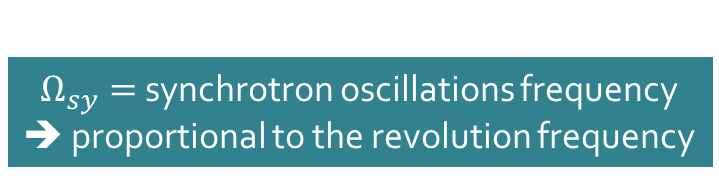 Ω_sy = synchrotron oscillations frequency
➔ proportional to the revolution frequency